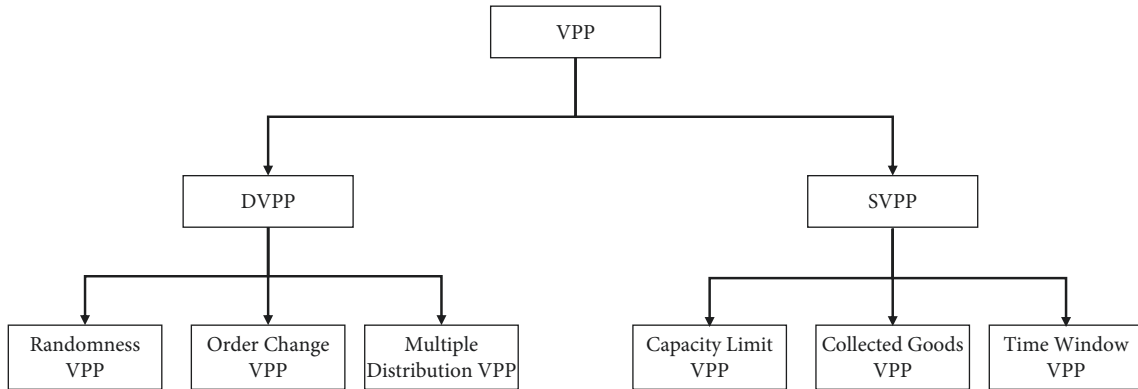 VPP
DVPP
SVPP
Randomness
VPP
Order Change
VPP
Multiple
Distribution VPP
Capacity Limit
VPP
Collected Goods
VPP
Time Window
VPP